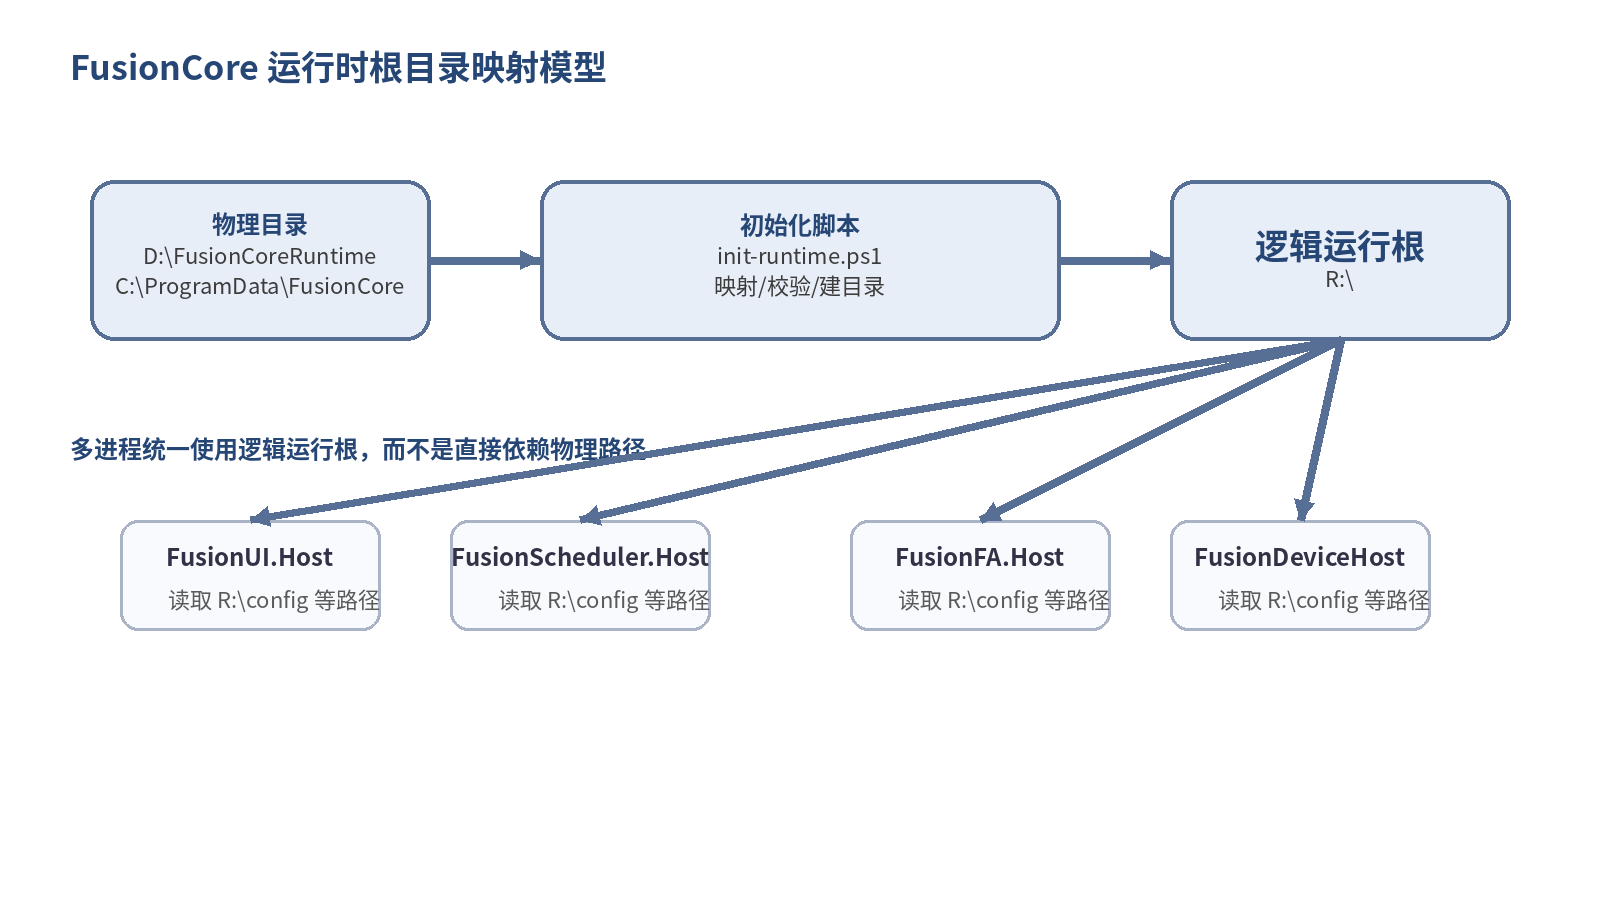 FusionCore 运行时根目录映射模型
物理目录
D:\FusionCoreRuntime
C:\ProgramData\FusionCore
初始化脚本
init-runtime.ps1
映射/校验/建目录
逻辑运行根
R:\
多进程统一使用逻辑运行根，而不是直接依赖物理路径
FusionUI.Host
读取 R:\config 等路径
FusionScheduler.Host
读取 R:\config 等路径
FusionFA.Host
读取 R:\config 等路径
FusionDeviceHost
读取 R:\config 等路径